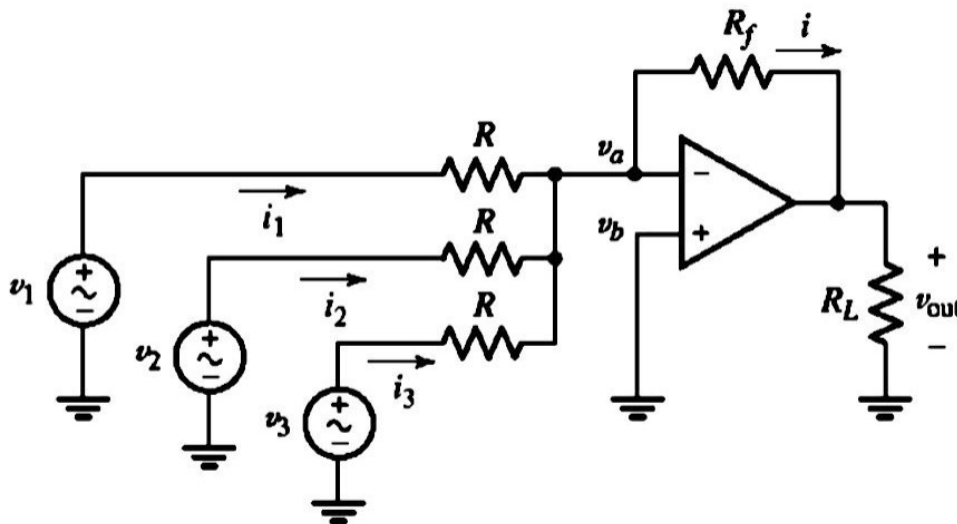 R_f i
R
v_a −
i_1
R
v_b +
v_1 + −
i_2
R
R_L + v_out −
v_2 + −
i_3
v_3 + −